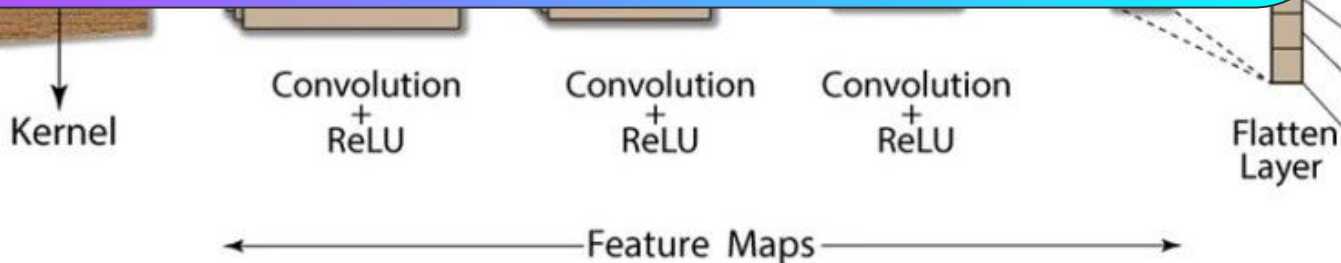 Convolution
+
ReLU
Convolution
+
ReLU
Convolution
+
ReLU
Kernel
Flatten
Layer
Feature Maps